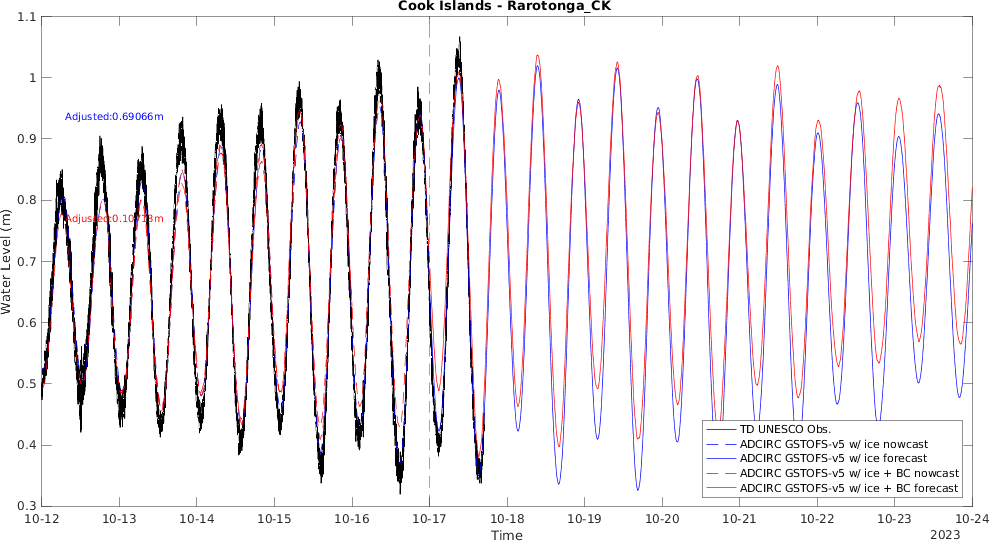 Cook Islands - Rarotonga_CK
1.1
1
0.9
0.8
0.7
0.6
0.5
0.4
0.3
Water Level (m)
Adjusted:0.69066m
TD UNESCO Obs.
ADCIRC GSTOFS-v5 w/ ice nowcast
ADCIRC GSTOFS-v5 w/ ice forecast
ADCIRC GSTOFS-v5 w/ ice + BC nowcast
ADCIRC GSTOFS-v5 w/ ice + BC forecast
10-12 10-13 10-14 10-15 10-16 10-17 10-18 10-19 10-20 10-21 10-22 10-23 10-24
Time
2023